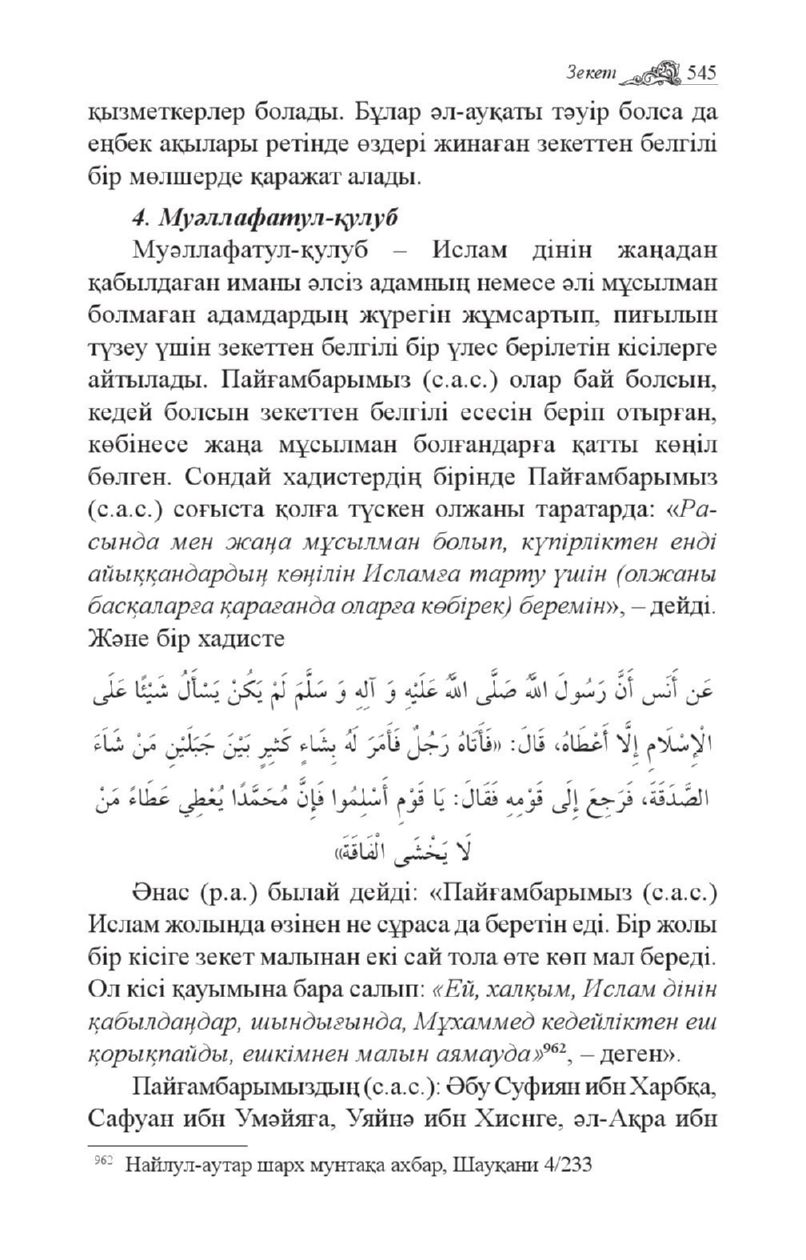 Зекет 545
қызметкерлер болады. Бұлар әл-ауқаты тәуір болса да
еңбек ақылары ретінде өздері жинаған зекеттен белгілі
бір мөлшерде қаражат алады.
4. Муәллафатул-қулуб
Муәллафатул-қулуб – Ислам дінін жаңадан
қабылдаған иманы әлсіз адамның немесе әлі мұсылман
болмаған адамдардың жүрегін жұмсартып, пиғылын
түзеу үшін зекеттен белгілі бір үлес берілетін кісілерге
айтылады. Пайғамбарымыз (с.а.с.) олар бай болсын,
кедей болсын зекеттен белгілі есесін беріп отырған,
көбінесе жаңа мұсылман болғандарға қатты көңіл
бөлген. Сондай хадистердің бірінде Пайғамбарымыз
(с.а.с.) соғыста қолға түскен олжаны таратарда: «Ра-
сында мен жаңа мұсылман болып, күпірліктен енді
айыққандардың көңілін Исламға тарту үшін (олжаны
басқаларға қарағанда оларға көбірек) беремін», – дейді.
Және бір хадисте
عَن أَنَس أَنَّ رَسُولَ اللهِ صَلَّى اللهُ عَلَيْهِ وَ آلِهِ وَ سَلَّمَ لَمْ يَكُنْ يَسْأَلُ شَيْئًا عَلَى
الْإِسْلَامِ إِلَّا أَعْطَاهُ، قَالَ: «فَأَتَاهُ رَجُلٌ فَأَمَرَ لَهُ بِشَاءٍ كَثِيرٍ بَيْنَ جَبَلَيْنِ مَنْ شَاَءَ
الصَّدَقَةَ، فَرَجِعَ إِلَى قَوْمِهِ فَقَالَ: يَا قَوْمِ أَسْلِمُوا فَإِنَّ مُحَمَّدًا يُعْطِي عَطَاءَ مَنْ
لَا يَخْشَى الْفَاقَةَ»
Әнас (р.а.) былай дейді: «Пайғамбарымыз (с.а.с.)
Ислам жолында өзінен не сұраса да беретін еді. Бір жолы
бір кісіге зекет малынан екі сай тола өте көп мал береді.
Ол кісі қауымына бара салып: «Ей, халқым, Ислам дінін
қабылдаңдар, шындығында, Мұхаммед кедейліктен еш
қорықпайды, ешкімнен малын аямауда»962, – деген».
Пайғамбарымыздың (с.а.с.): Әбу Суфиян ибн Харбқа,
Сафуан ибн Умәйяға, Уяйнә ибн Хиснге, әл-Ақра ибн
962 Найлул-аутар шарх мунтақа ахбар, Шауқани 4/233